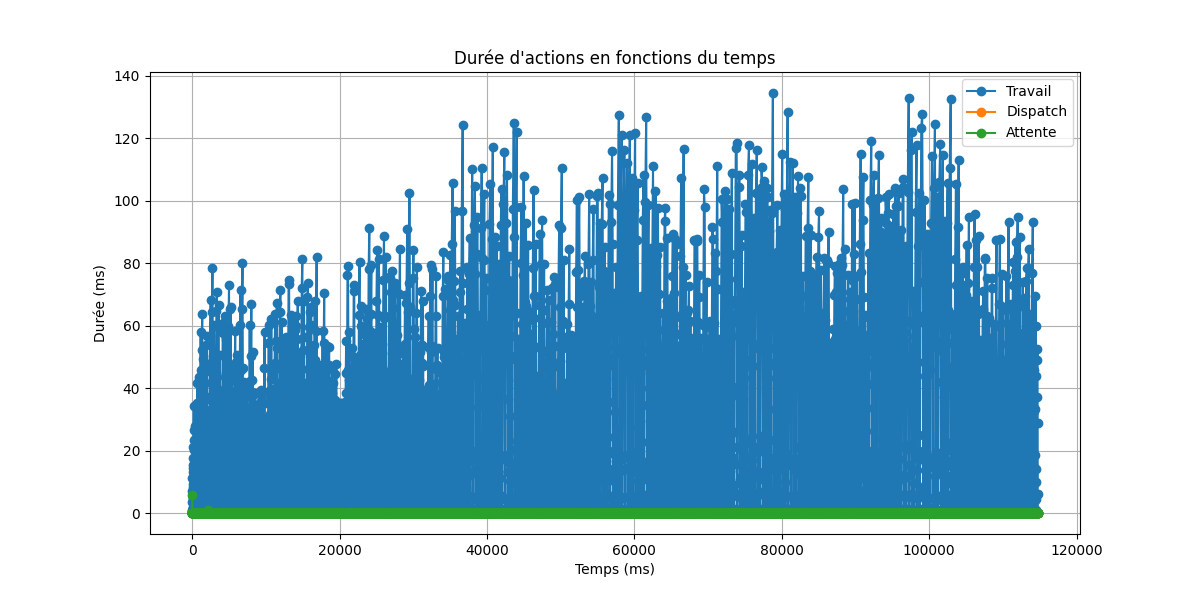 Durée d'actions en fonctions du temps
Durée (ms)
140
120
100
80
60
40
20
0
Travail
Dispatch
Attente
0 20000 40000 60000 80000 100000 120000
Temps (ms)